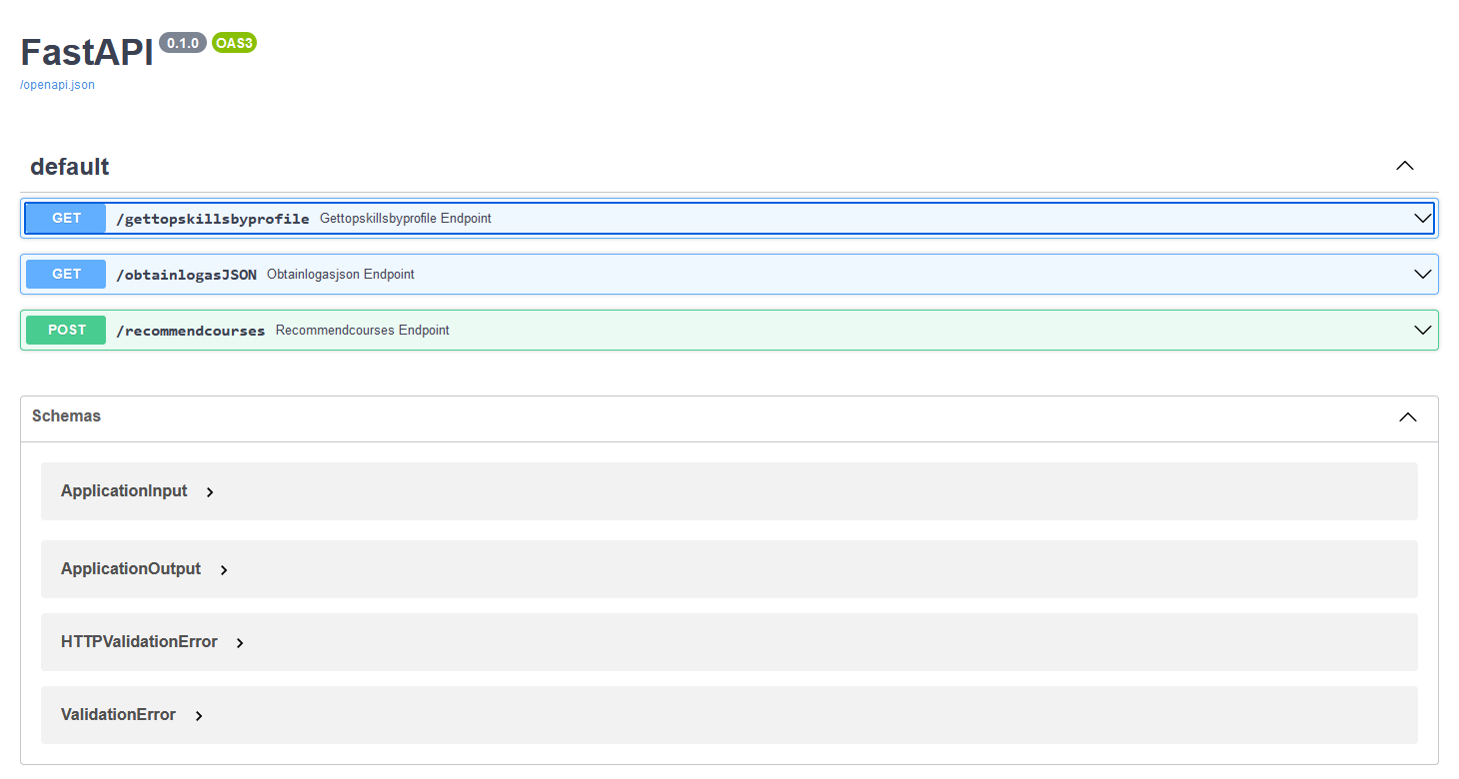 FastAPI 0.1.0 OAS3
/openapi.json
default
GET /gettopskillsbyprofile Gettopskillsbyprofile Endpoint
GET /obtainlogasJSON Obtainlogasjson Endpoint
POST /recommendcourses Recommendcourses Endpoint
Schemas
ApplicationInput
ApplicationOutput
HTTPValidationError
ValidationError